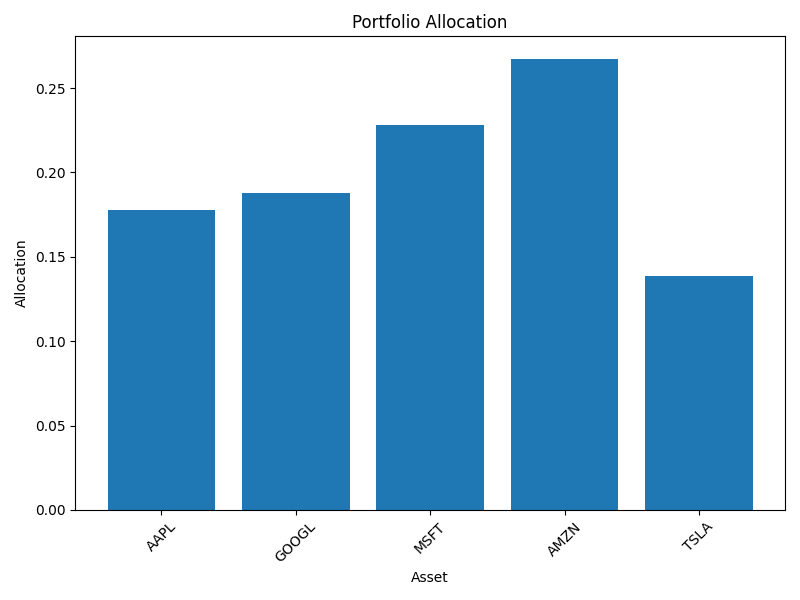 Portfolio Allocation
Allocation
0.25
0.20
0.15
0.10
0.05
0.00
AAPL
GOOGL
MSFT
AMZN
TSLA
Asset